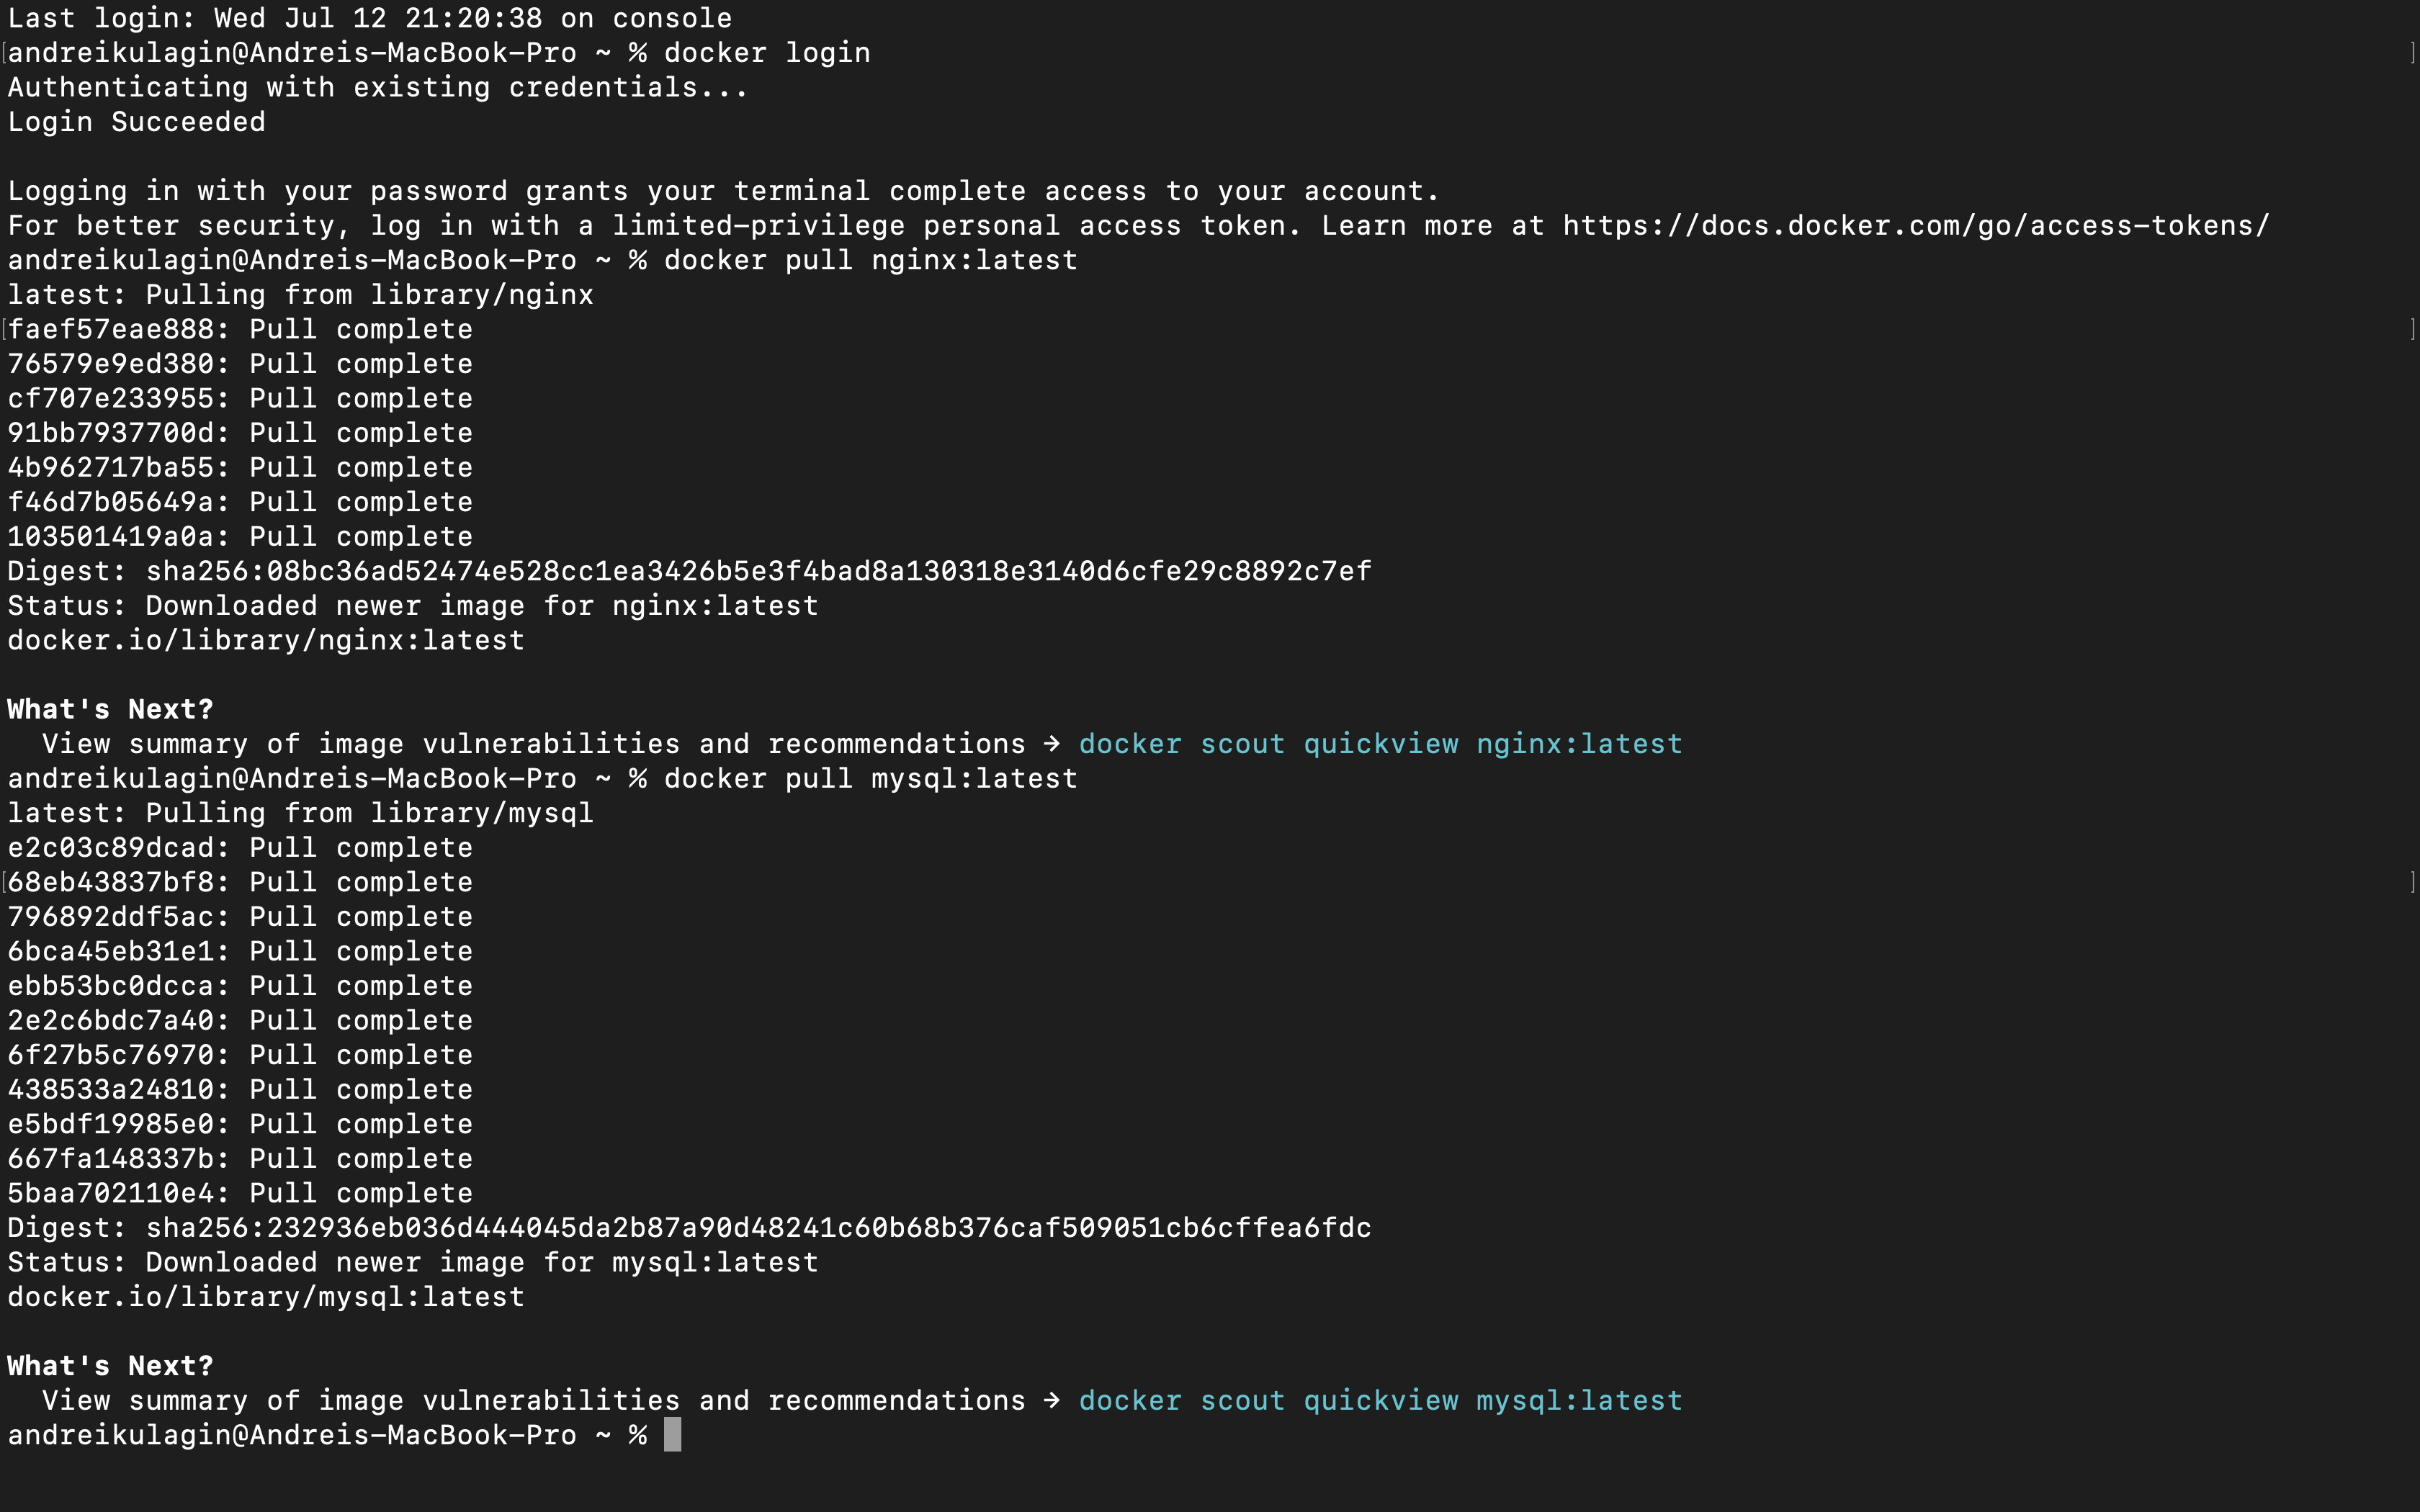 Last login: Wed Jul 12 21:20:38 on console
andreikulagin@Andreis-MacBook-Pro ~ % docker login
Authenticating with existing credentials...
Login Succeeded
Logging in with your password grants your terminal complete access to your account.
For better security, log in with a limited-privilege personal access token. Learn more at https://docs.docker.com/go/access-tokens/
andreikulagin@Andreis-MacBook-Pro ~ % docker pull nginx:latest
latest: Pulling from library/nginx
faef57eae888: Pull complete
76579e9ed380: Pull complete
cf707e233955: Pull complete
91bb7937700d: Pull complete
4b962717ba55: Pull complete
f46d7b05649a: Pull complete
103501419a0a: Pull complete
Digest: sha256:08bc36ad52474e528cc1ea3426b5e3f4bad8a130318e3140d6cfe29c8892c7ef
Status: Downloaded newer image for nginx:latest
docker.io/library/nginx:latest
What's Next?
View summary of image vulnerabilities and recommendations → docker scout quickview nginx:latest
andreikulagin@Andreis-MacBook-Pro ~ % docker pull mysql:latest
latest: Pulling from library/mysql
e2c03c89dcad: Pull complete
68eb43837bf8: Pull complete
796892ddf5ac: Pull complete
6bca45eb31e1: Pull complete
ebb53bc0dcca: Pull complete
2e2c6bdc7a40: Pull complete
6f27b5c76970: Pull complete
438533a24810: Pull complete
e5bdf19985e0: Pull complete
667fa148337b: Pull complete
5baa702110e4: Pull complete
Digest: sha256:232936eb036d444045da2b87a90d48241c60b68b376caf509051cb6cffea6fdc
Status: Downloaded newer image for mysql:latest
docker.io/library/mysql:latest
What's Next?
View summary of image vulnerabilities and recommendations → docker scout quickview mysql:latest
andreikulagin@Andreis-MacBook-Pro ~ %